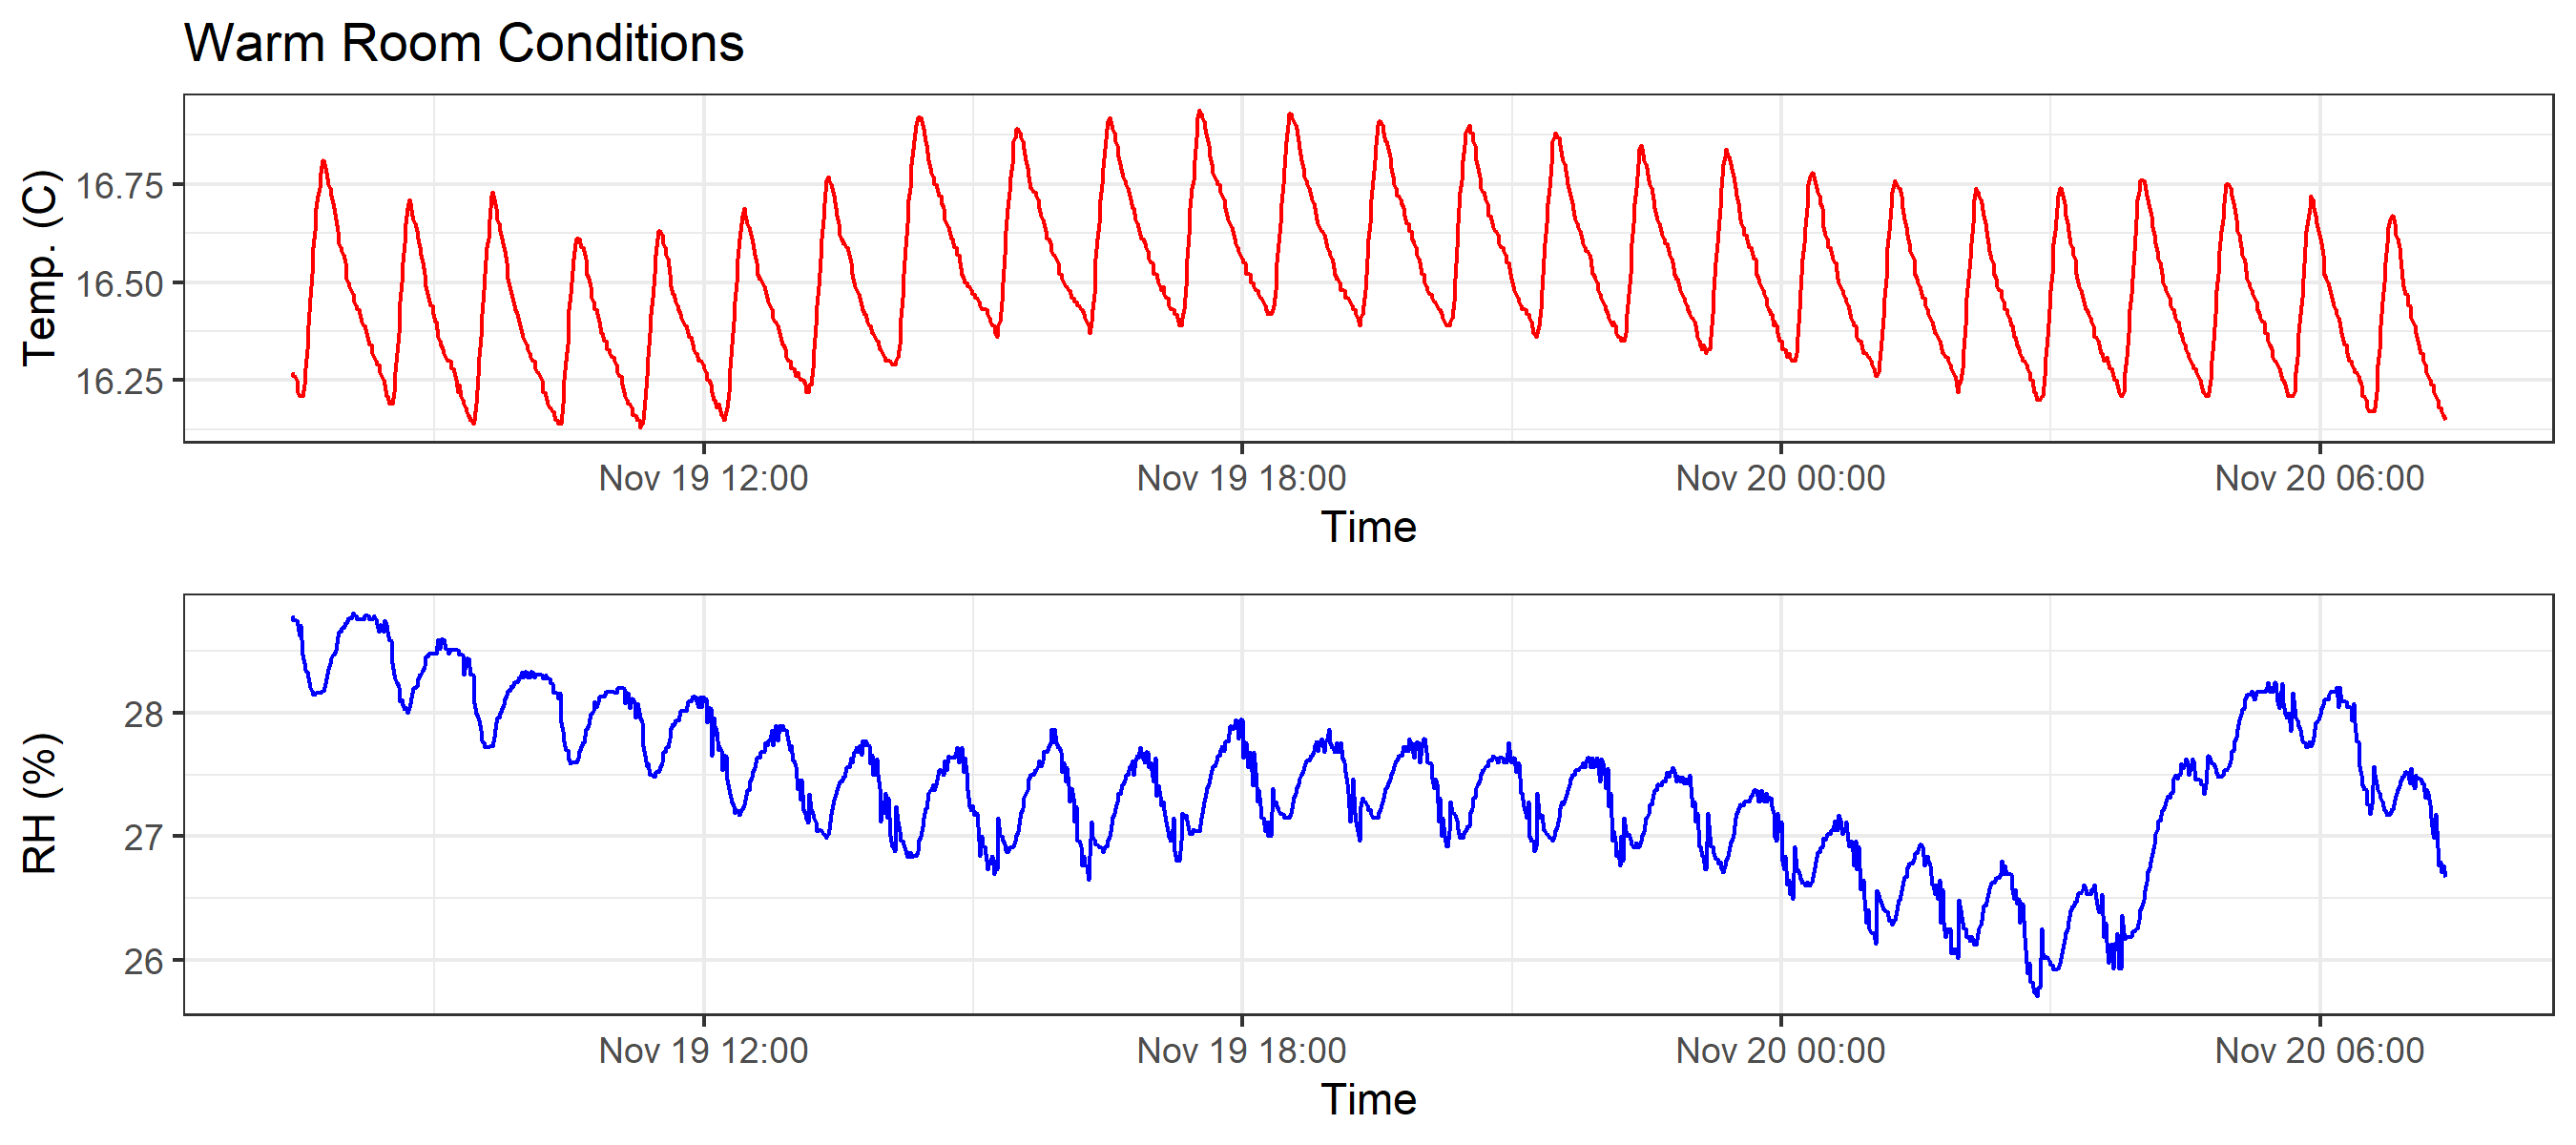 Warm Room Conditions
Temp. (C)
16.75
16.50
16.25
Nov 19 12:00 Nov 19 18:00 Nov 20 00:00 Nov 20 06:00
Time
RH (%)
28
27
26
Nov 19 12:00 Nov 19 18:00 Nov 20 00:00 Nov 20 06:00
Time